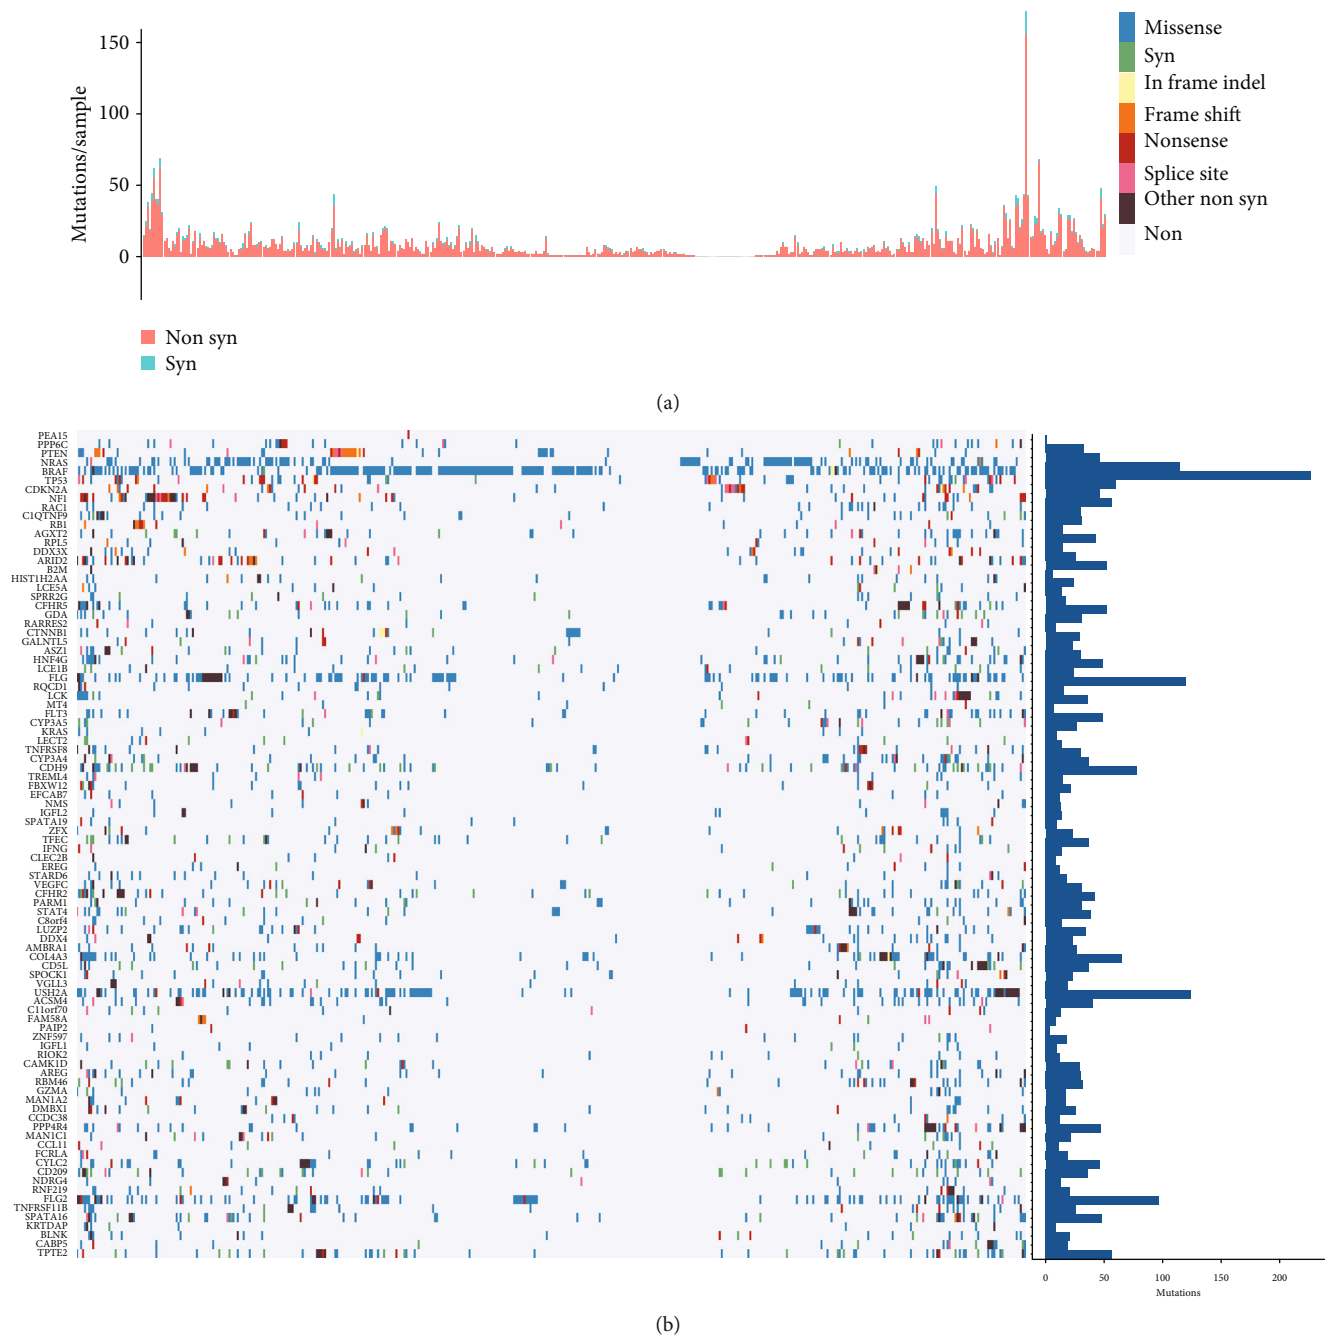 150
100
50
0
Mutations/sample
Missense
Syn
In frame indel
Frame shift
Nonsense
Splice site
Other non syn
Non
Non syn
Syn
(a)
PEA15
PPP6C
PTEN
NRAS
BRAF
TP53
CDKN2A
NF1
RAC1
C1QTNF9
RB1
AGXT2
RPL5
DDX3X
ARID2
B2M
HIST1H2AA
LCE5A
SPRR2G
CFHR5
GDA
RARRES2
CTNNB1
GALNTL5
ASZ1
HNF4G
LCE1B
FLG
RQCD1
LCK
MT4
FLT3
CYP3A5
KRAS
LECT2
TNFRSF8
CYP3A4
CDH9
TREML4
FBXW12
EFCAB7
NMS
IGFL2
SPATA19
ZFX
TFEC
IFNG
CLEC2B
EREG
STARD6
VEGFC
CFHR2
PARM1
STAT4
C8orf4
LUZP2
DDX4
AMBRA1
COL4A3
CD5L
SPOCK1
VGLL3
USH2A
ACSM4
C11orf70
FAM58A
PAIP2
ZNF597
IGFL1
RIOK2
CAMK1D
AREG
RBM46
GZMA
MAN1A2
DMBX1
CCDC38
PPP4R4
MAN1C1
CCL11
FCRLA
CYLC2
CD209
NDRG4
RNF219
FLG2
TNFRSF11B
SPATA16
KRTDAP
BLNK
CABP5
TPTE2
0 50 100 150 200
Mutations
(b)